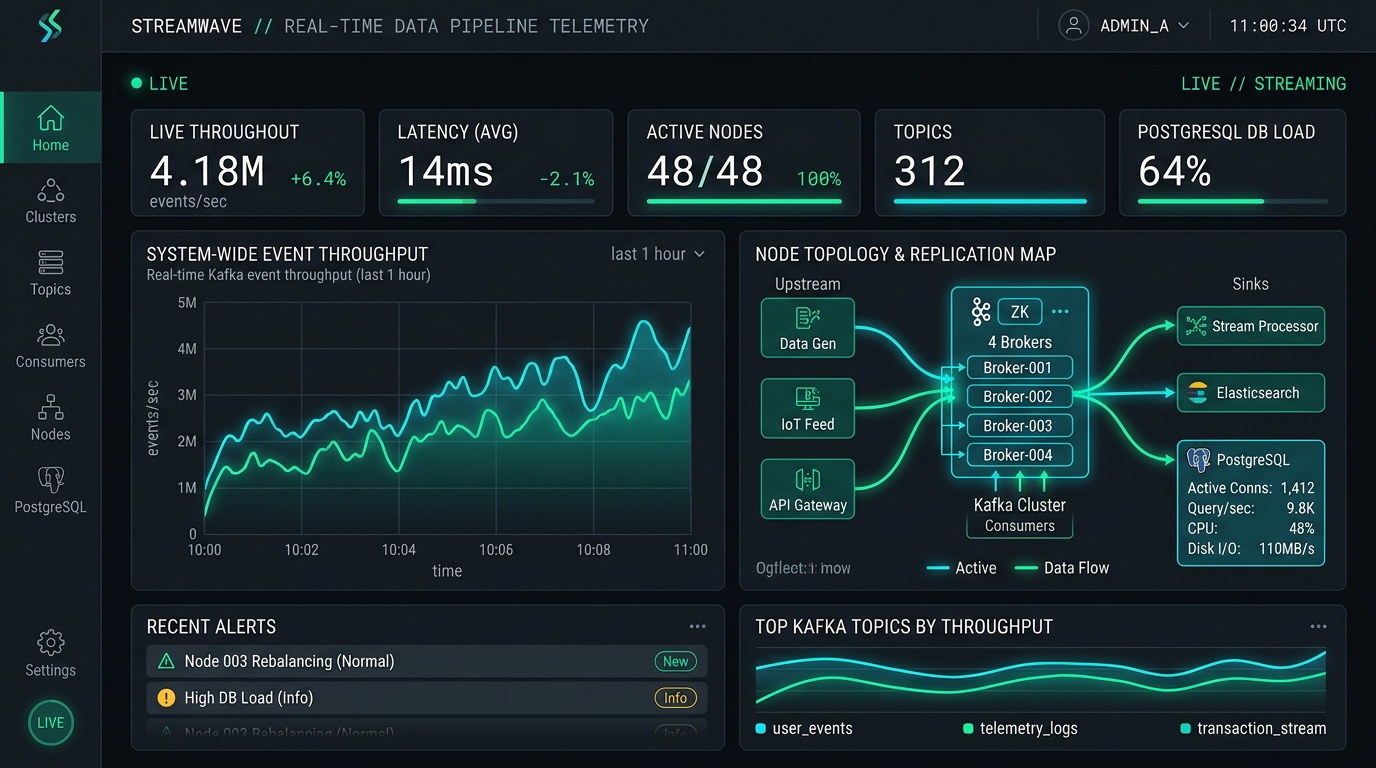 STREAMWAVE // REAL-TIME DATA PIPELINE TELEMETRY
ADMIN_A
11:00:34 UTC
Home
Clusters
Topics
Consumers
Nodes
PostgreSQL
Settings
LIVE
LIVE
LIVE // STREAMING
LIVE THROUGHOUT
4.18M +6.4%
events/sec
LATENCY (AVG)
14ms -2.1%
ACTIVE NODES
48/48 100%
TOPICS
312
POSTGRESQL DB LOAD
64%
SYSTEM-WIDE EVENT THROUGHPUT
last 1 hour
Real-time Kafka event throughput (last 1 hour)
events/sec
5M
4M
3M
2M
1M
0
10:00 10:02 10:04 10:06 10:08 11:00
time
NODE TOPOLOGY & REPLICATION MAP
Upstream
Data Gen
IoT Feed
API Gateway
ZK
4 Brokers
Broker-001
Broker-002
Broker-003
Broker-004
Kafka Cluster
Consumers
Sinks
Stream Processor
Elasticsearch
PostgreSQL
Active Conns: 1,412
Query/sec: 9.8K
CPU: 48%
Disk I/O: 110MB/s
Active
Data Flow
RECENT ALERTS
Node 003 Rebalancing (Normal) New
High DB Load (Info) Info
Node 003 Rebalancing (Normal) Info
TOP KAFKA TOPICS BY THROUGHPUT
user_events
telemetry_logs
transaction_stream